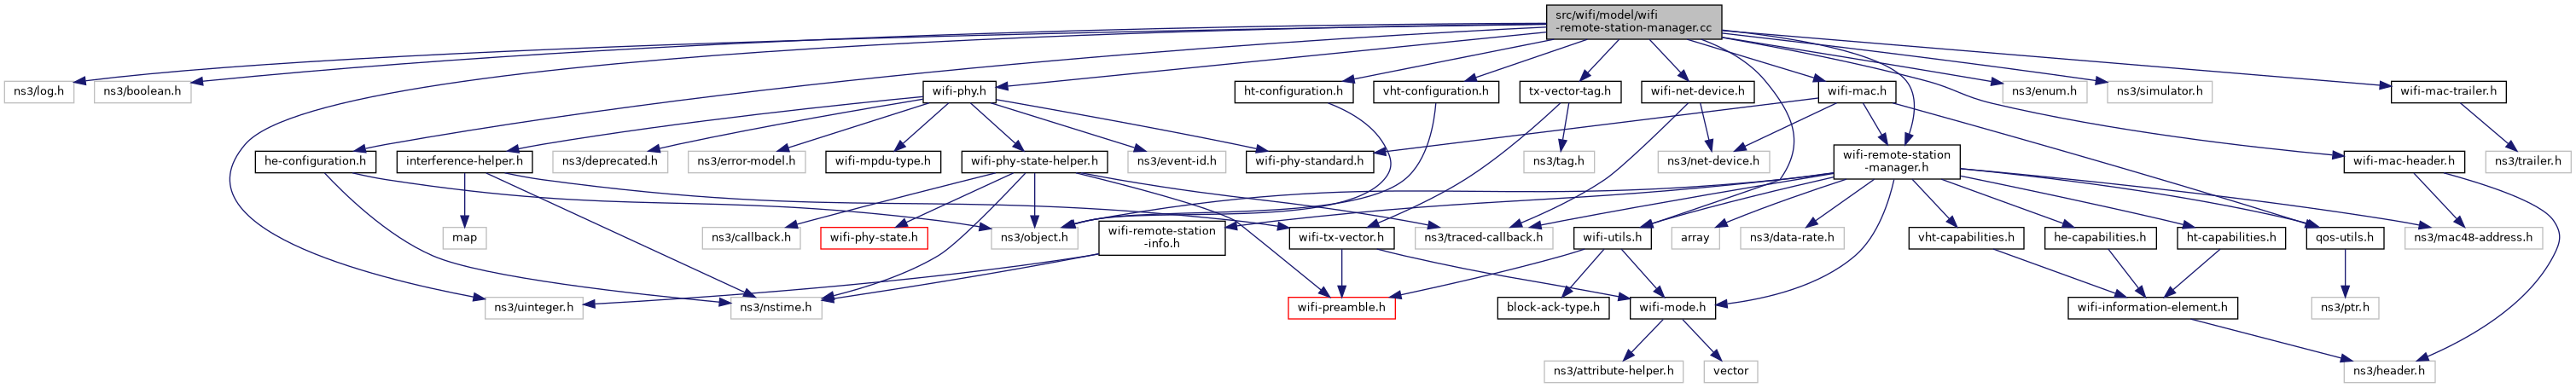 src/wifi/model/wifi
-remote-station-manager.cc
ns3/log.h
ns3/boolean.h
wifi-phy.h
ht-configuration.h
vht-configuration.h
tx-vector-tag.h
wifi-net-device.h
wifi-mac.h
ns3/enum.h
ns3/simulator.h
wifi-mac-trailer.h
he-configuration.h
interference-helper.h
ns3/deprecated.h
ns3/error-model.h
wifi-mpdu-type.h
wifi-phy-state-helper.h
ns3/event-id.h
wifi-phy-standard.h
ns3/tag.h
ns3/net-device.h
wifi-remote-station
-manager.h
wifi-mac-header.h
ns3/trailer.h
map
ns3/callback.h
wifi-phy-state.h
ns3/object.h
wifi-remote-station
-info.h
wifi-tx-vector.h
ns3/traced-callback.h
wifi-utils.h
array
ns3/data-rate.h
vht-capabilities.h
he-capabilities.h
ht-capabilities.h
qos-utils.h
ns3/mac48-address.h
ns3/uinteger.h
ns3/nstime.h
wifi-preamble.h
block-ack-type.h
wifi-mode.h
wifi-information-element.h
ns3/ptr.h
ns3/attribute-helper.h
vector
ns3/header.h